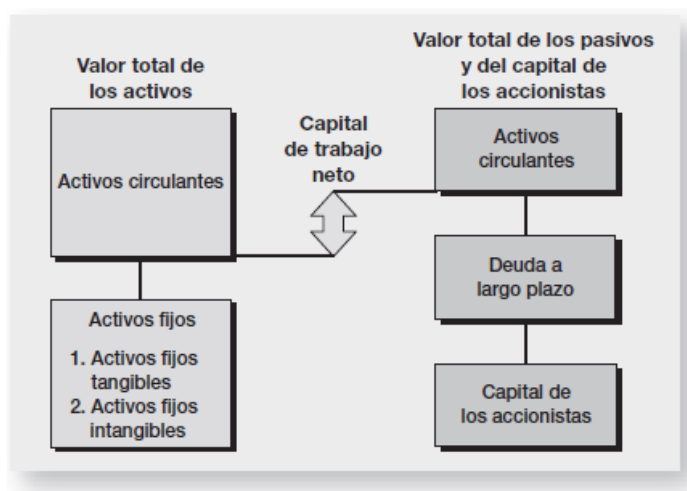 Valor total de
los activos
Activos circulantes
Activos fijos
1. Activos fijos
tangibles
2. Activos fijos
intangibles
Capital
de trabajo
neto
Valor total de los pasivos
y del capital de
los accionistas
Activos
circulantes
Deuda a
largo plazo
Capital de
los accionistas